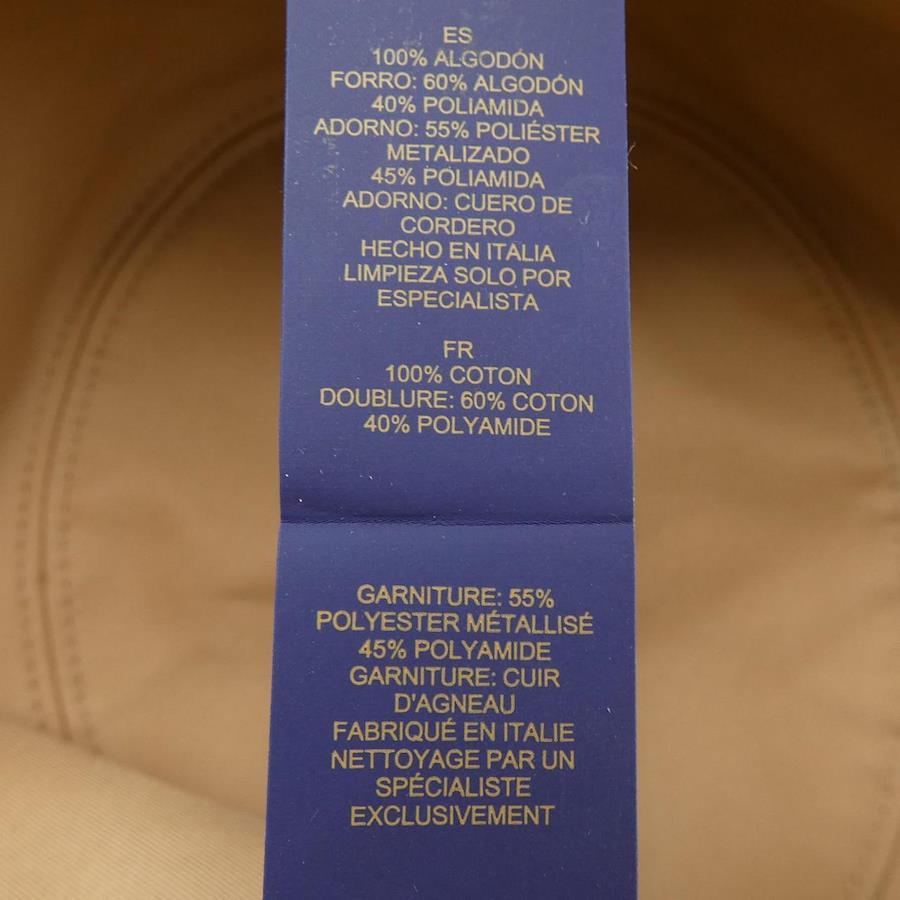 ES
100% ALGODÓN
FORRO: 60% ALGODÓN
40% POLIAMIDA
ADORNO: 55% POLIÉSTER
METALIZADO
45% POLIAMIDA
ADORNO: CUERO DE
CORDERO
HECHO EN ITALIA
LIMPIEZA SOLO POR
ESPECIALISTA
FR
100% COTON
DOUBLURE: 60% COTON
40% POLYAMIDE
GARNITURE: 55%
POLYESTER MÉTALLISÉ
45% POLYAMIDE
GARNITURE: CUIR
D'AGNEAU
FABRIQUÉ EN ITALIE
NETTOYAGE PAR UN
SPÉCIALISTE
EXCLUSIVEMENT